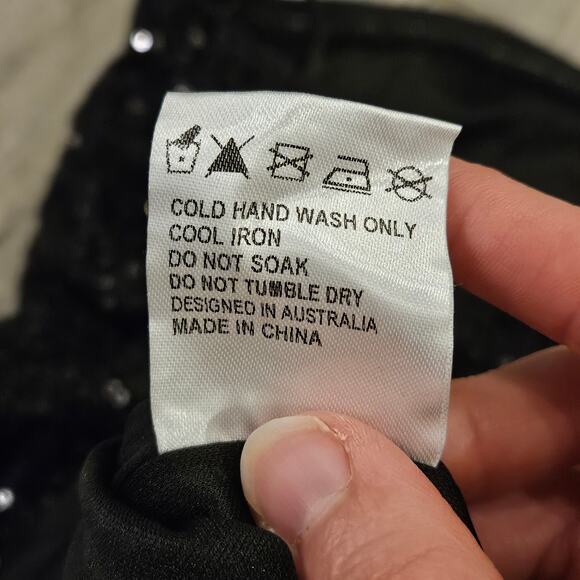 COLD HAND WASH ONLY
COOL IRON
DO NOT SOAK
DO NOT TUMBLE DRY
DESIGNED IN AUSTRALIA
MADE IN CHINA